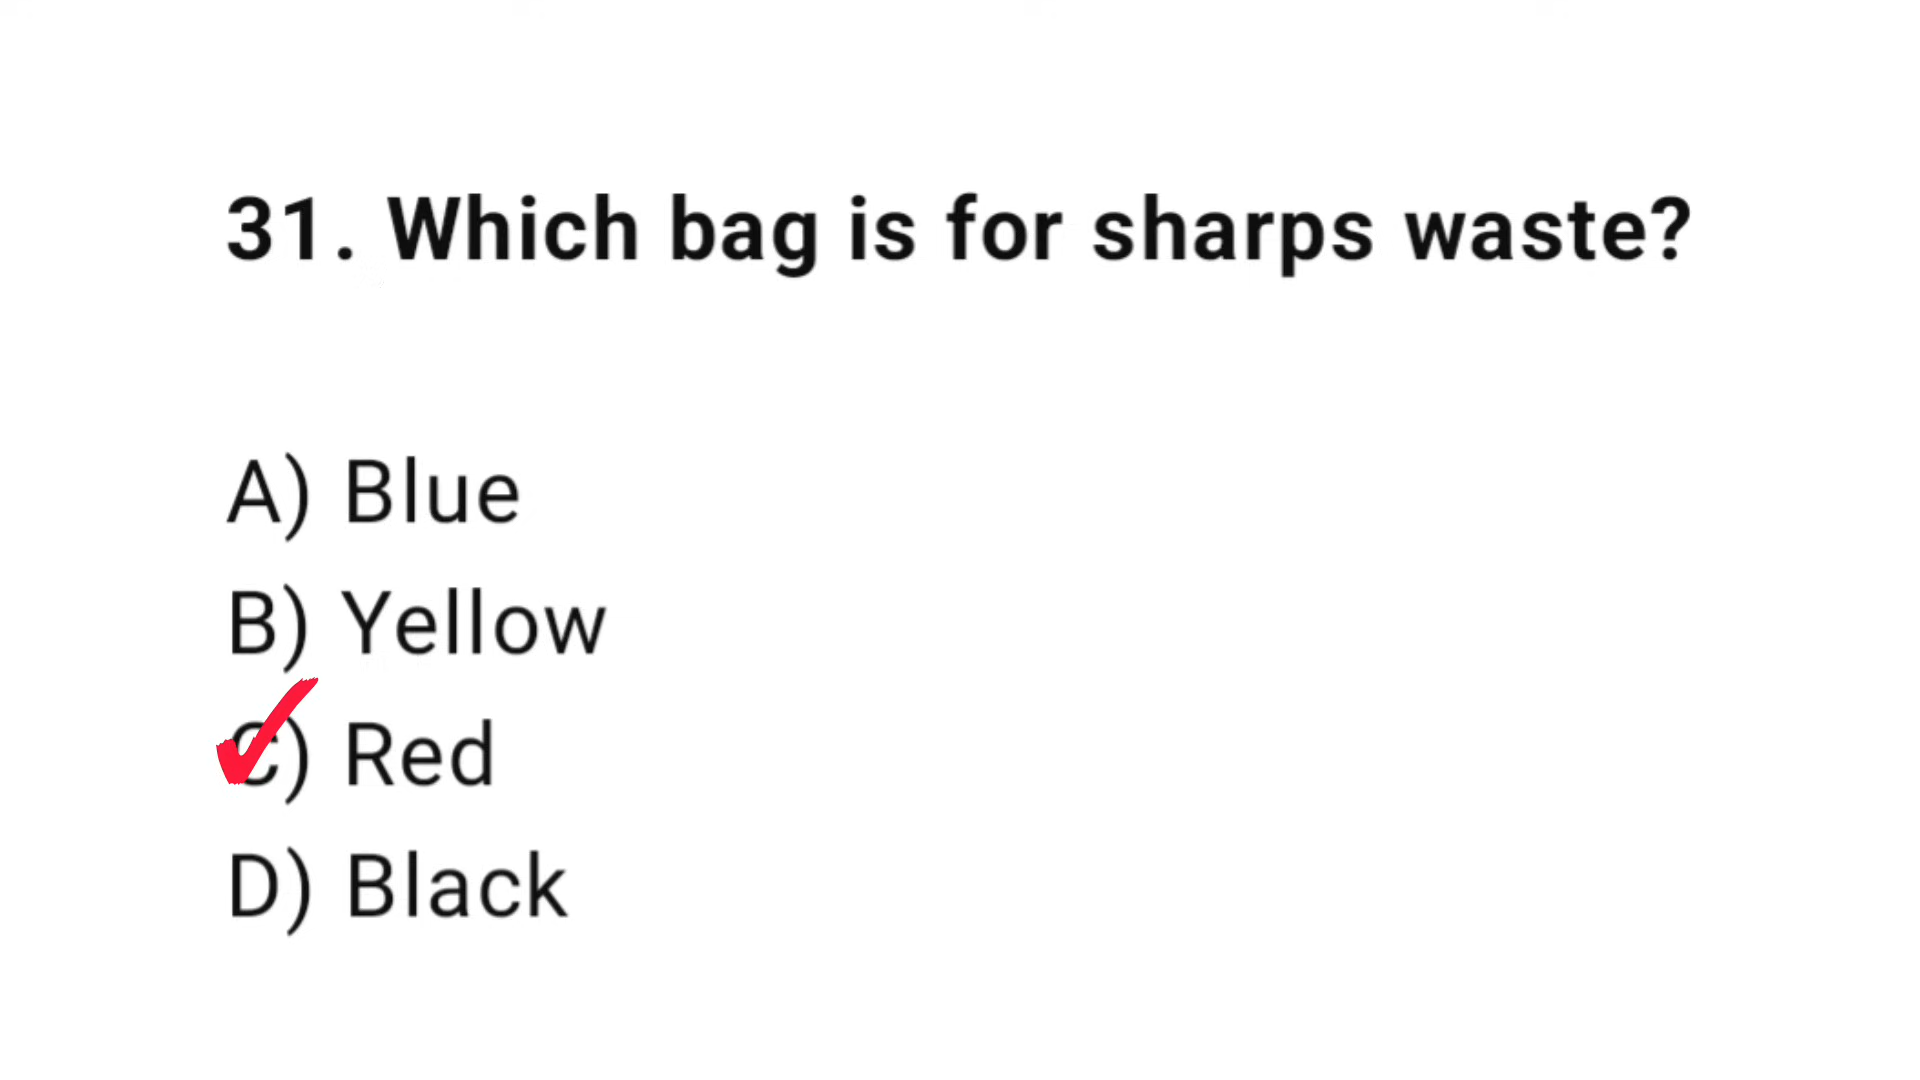 31. Which bag is for sharps waste?
A) Blue
B) Yellow
C) Red
D) Black